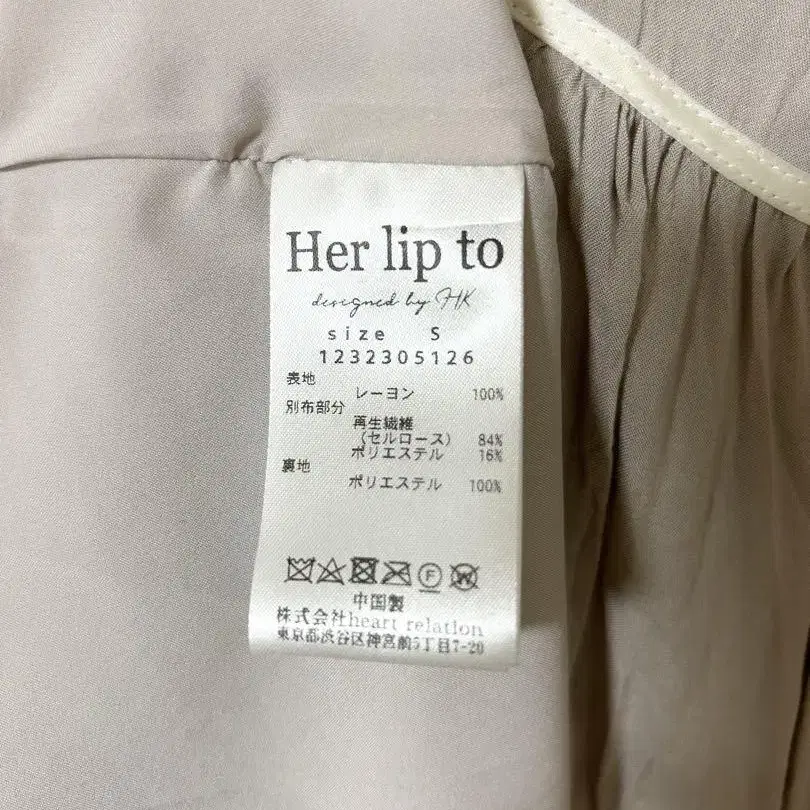 Her lip to
designed by HK
size S
1232305126
表地
レーヨン 100%
別布部分
再生繊維
(セルロース) 84%
ポリエステル 16%
裏地
ポリエステル 100%
F W
中国製
株式会社heart relation
東京都渋谷区神宮前5丁目7-20